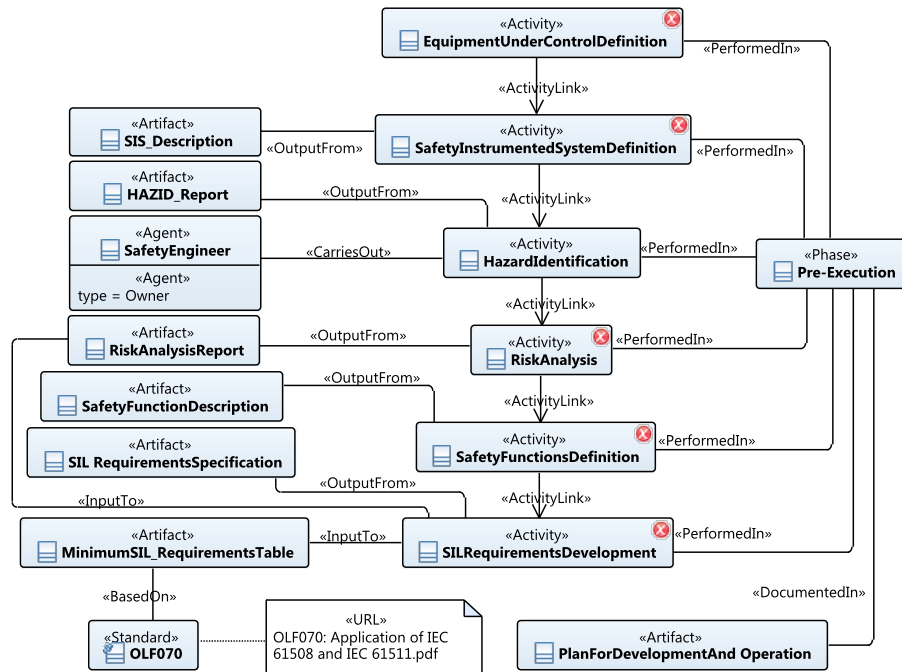 «Activity»
EquipmentUnderControlDefinition
«PerformedIn»
«ActivityLink»
«Artifact»
SIS_Description
«OutputFrom»
«Activity»
SafetyInstrumentedSystemDefinition
«PerformedIn»
«Artifact»
HAZID_Report
«OutputFrom»
«ActivityLink»
«Agent»
SafetyEngineer
«Agent»
type = Owner
«CarriesOut»
«Activity»
HazardIdentification
«PerformedIn»
«Phase»
Pre-Execution
«ActivityLink»
«Artifact»
RiskAnalysisReport
«OutputFrom»
«Activity»
RiskAnalysis
«PerformedIn»
«Artifact»
SafetyFunctionDescription
«OutputFrom»
«ActivityLink»
«Artifact»
SIL RequirementsSpecification
«Activity»
SafetyFunctionsDefinition
«PerformedIn»
«OutputFrom»
«InputTo»
«ActivityLink»
«Artifact»
MinimumSIL_RequirementsTable
«InputTo»
«Activity»
SILRequirementsDevelopment
«PerformedIn»
«BasedOn»
«DocumentedIn»
«Standard»
OLF070
«URL»
OLF070: Application of IEC
61508 and IEC 61511.pdf
«Artifact»
PlanForDevelopmentAnd Operation